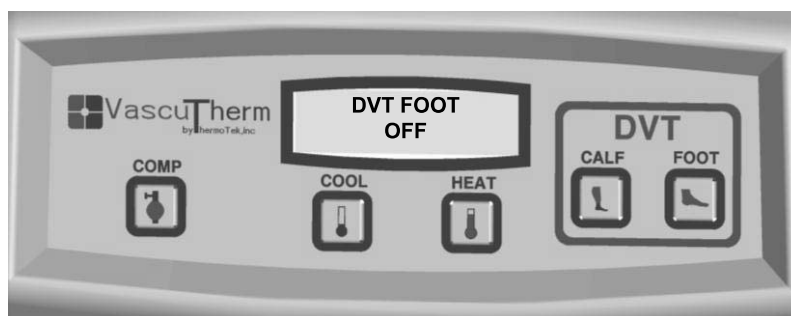 VascuTherm
by ThermoTek, inc
DVT FOOT
OFF
DVT
COMP
COOL
HEAT
CALF
FOOT